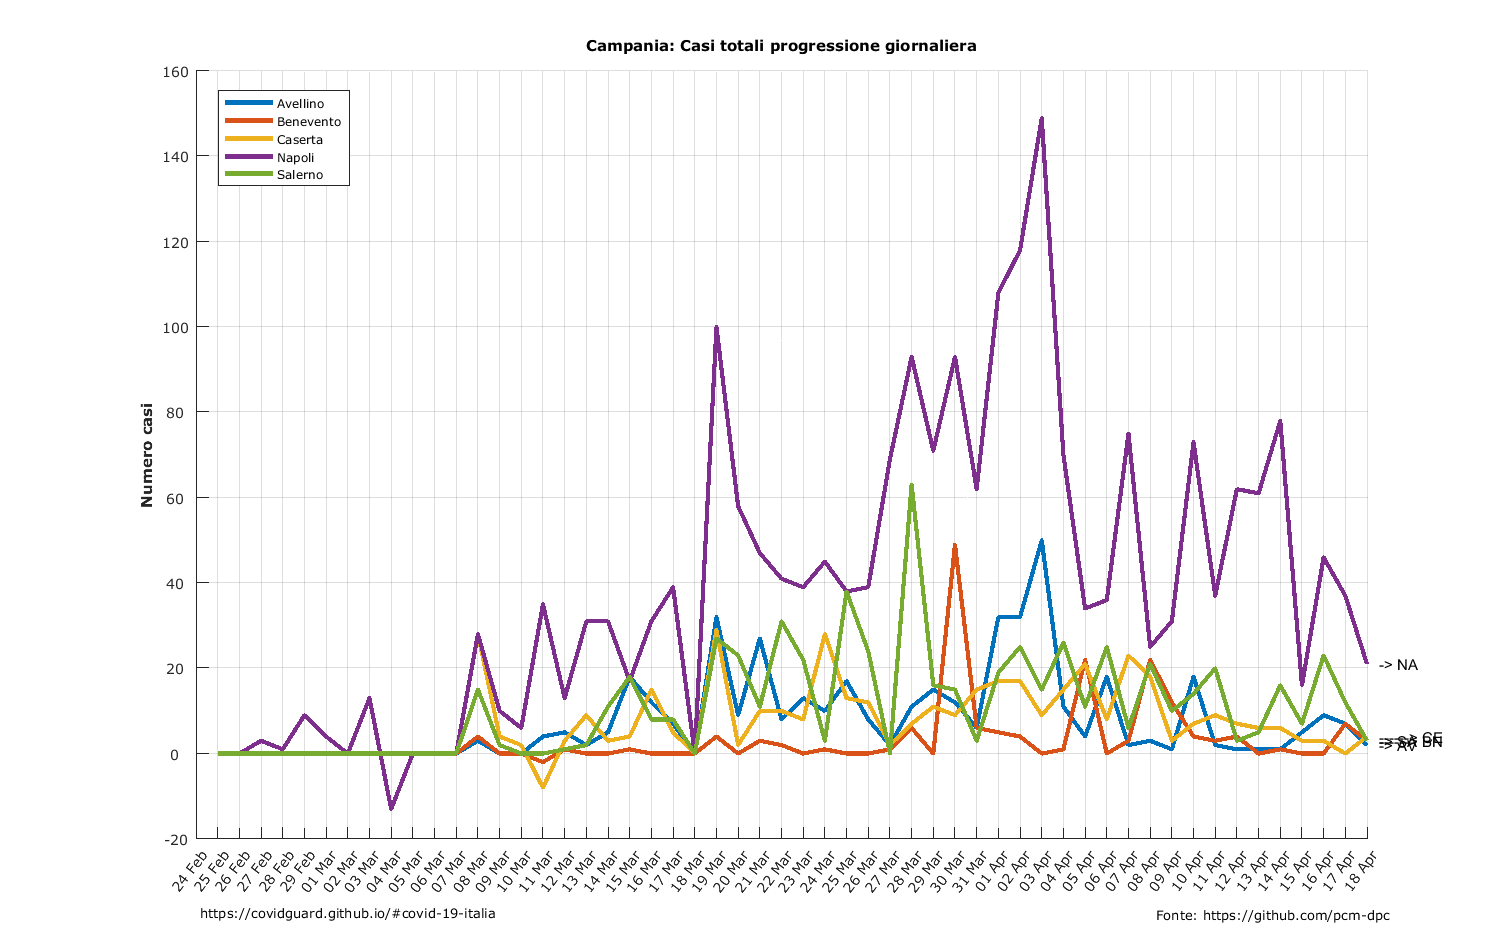 Campania: Casi totali progressione giornaliera
160
140
120
100
80
60
40
20
0
-20
Numero casi
Avellino
Benevento
Caserta
Napoli
Salerno
-> NA
-> CE
-> BN
-> SA
-> AV
24 Feb
25 Feb
26 Feb
27 Feb
28 Feb
29 Feb
01 Mar
02 Mar
03 Mar
04 Mar
05 Mar
06 Mar
07 Mar
08 Mar
09 Mar
10 Mar
11 Mar
12 Mar
13 Mar
14 Mar
15 Mar
16 Mar
17 Mar
18 Mar
19 Mar
20 Mar
21 Mar
22 Mar
23 Mar
24 Mar
25 Mar
26 Mar
27 Mar
28 Mar
29 Mar
30 Mar
31 Mar
01 Apr
02 Apr
03 Apr
04 Apr
05 Apr
06 Apr
07 Apr
08 Apr
09 Apr
10 Apr
11 Apr
12 Apr
13 Apr
14 Apr
15 Apr
16 Apr
17 Apr
18 Apr
https://covidguard.github.io/#covid-19-italia
Fonte: https://github.com/pcm-dpc